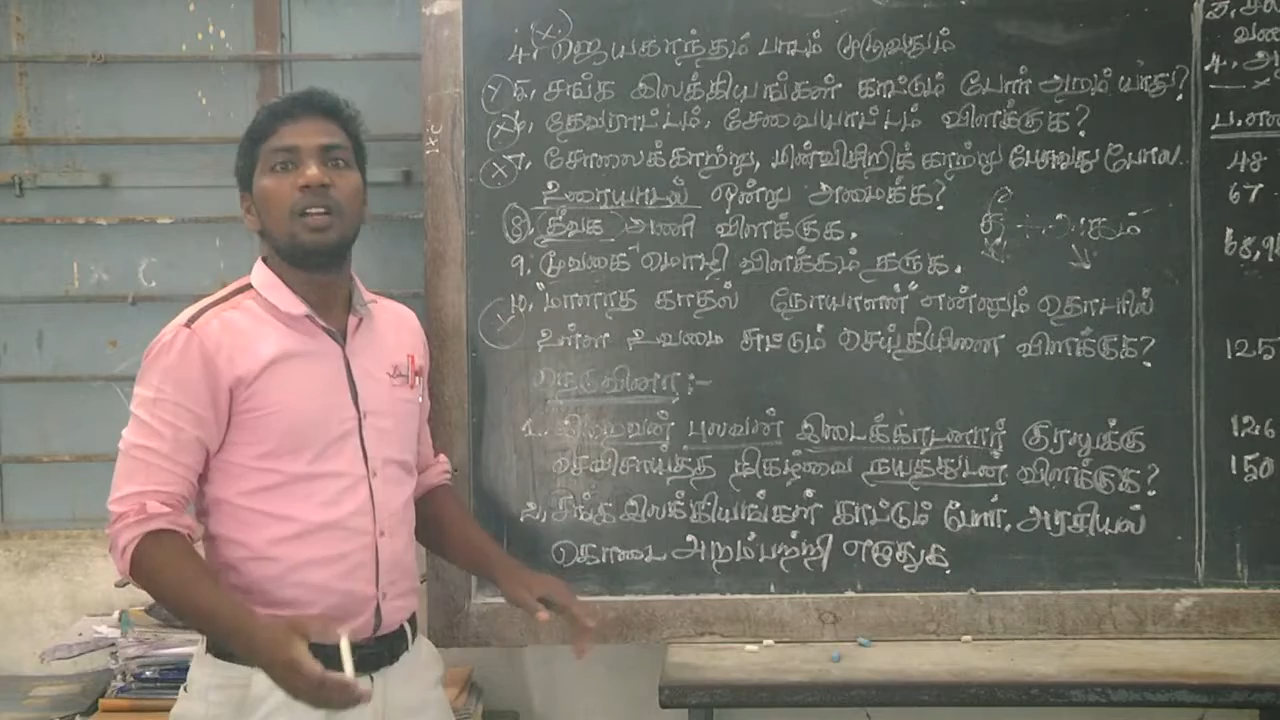 4. (x) ஜெயகாந்தம் பாடம் முழுவதும்
(x) 5. சங்க இலக்கியங்கள் காட்டும் போர் அறம் யாது?
(x) 6. தேவராட்டம், சேவையாட்டம் விளக்குக?
(x) 7. சோலைக்காற்று, மின்விசிறிக் காற்று பேசுவது போல
உரையாடல் ஒன்று அமைக்க?
8. தீவக அணி விளக்குக.
9. மூவகை மொழி விளக்கம் தருக.
10. "மாளாத காதல் நோயாளன்" என்னும் தொடரில்
உள்ள உவமை சுட்டும் செய்தியினை விளக்குக?
நெடுவினா:-
1. இறைவன் புலவன் இடைக்காடனார் குரலுக்கு
செவிசாய்த்த நிகழ்வை நயத்துடன் விளக்குக?
2. சங்க இலக்கியங்கள் காட்டும் போர், அரசியல்
கொடை அறம்பற்றி எழுதுக.
48
67
125
126
150
1 x C